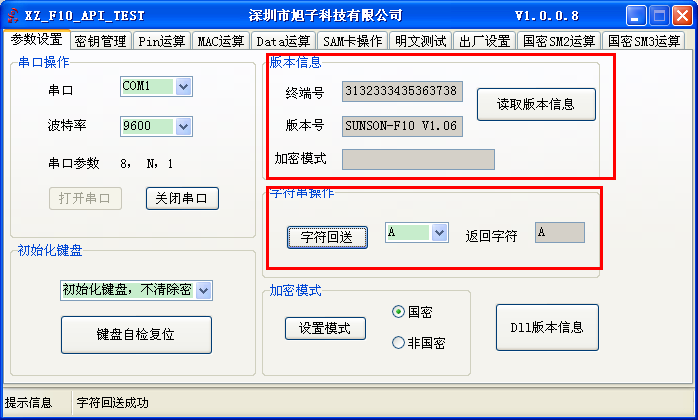 XZ_F10_API_TEST 深圳市旭子科技有限公司 V1.0.0.8
参数设置 密钥管理 Pin运算 MAC运算 Data运算 SAM卡操作 明文测试 出厂设置 国密SM2运算 国密SM3运算
串口操作
串口 COM1
波特率 9600
串口参数 8， N，1
打开串口 关闭串口
初始化键盘
初始化键盘，不清除密
键盘自检复位
版本信息
终端号 3132333435363738
读取版本信息
版本号 SUNSON-F10 V1.06
加密模式
字符串操作
字符回送 A 返回字符 A
加密模式
设置模式
国密
非国密
Dll版本信息
提示信息 字符回送成功